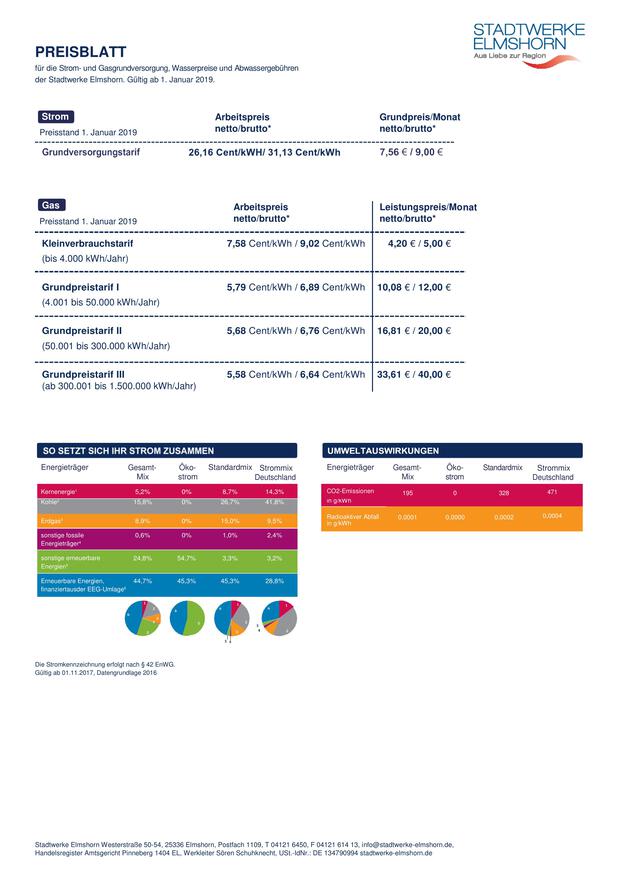 STADTWERKE
ELMSHORN
Aus Liebe zur Region
PREISBLATT
für die Strom- und Gasgrundversorgung, Wasserpreise und Abwassergebühren
der Stadtwerke Elmshorn. Gültig ab 1. Januar 2019.
Strom
Arbeitspreis netto/brutto*
Grundpreis/Monat netto/brutto*
Preisstand 1. Januar 2019
Grundversorgungstarif 26,16 Cent/kWh/ 31,13 Cent/kWh 7,56 € / 9,00 €
Gas
Arbeitspreis netto/brutto*
Leistungspreis/Monat netto/brutto*
Preisstand 1. Januar 2019
Kleinverbrauchstarif 7,58 Cent/kWh / 9,02 Cent/kWh 4,20 € / 5,00 €
(bis 4.000 kWh/Jahr)
Grundpreistarif I 5,79 Cent/kWh / 6,89 Cent/kWh 10,08 € / 12,00 €
(4.001 bis 50.000 kWh/Jahr)
Grundpreistarif II 5,68 Cent/kWh / 6,76 Cent/kWh 16,81 € / 20,00 €
(50.001 bis 300.000 kWh/Jahr)
Grundpreistarif III 5,58 Cent/kWh / 6,64 Cent/kWh 33,61 € / 40,00 €
(ab 300.001 bis 1.500.000 kWh/Jahr)
SO SETZT SICH IHR STROM ZUSAMMEN
Energieträger Gesamt-Mix Öko-strom Standardmix Strommix Deutschland
Kernenergie¹ 5,2% 0% 8,7% 14,3%
Kohle² 15,8% 0% 26,7% 41,8%
Erdgas³ 8,9% 0% 15,0% 9,5%
sonstige fossile Energieträger⁴ 0,6% 0% 1,0% 2,4%
sonstige erneuerbare Energien⁵ 24,8% 54,7% 3,3% 3,2%
Erneuerbare Energien, finanziertausder EEG-Umlage⁶ 44,7% 45,3% 45,3% 28,8%
UMWELTAUSWIRKUNGEN
Energieträger Gesamt-Mix Öko-strom Standardmix Strommix Deutschland
CO2-Emissionen in g/kWh 195 0 328 471
Radioaktiver Abfall in g/kWh 0,0001 0,0000 0,0002 0,0004
Die Stromkennzeichnung erfolgt nach § 42 EnWG.
Gültig ab 01.11.2017, Datengrundlage 2016
Stadtwerke Elmshorn Westerstraße 50-54, 25336 Elmshorn, Postfach 1109, T 04121 6450, F 04121 614 13, info@stadtwerke-elmshorn.de,
Handelsregister Amtsgericht Pinneberg 1404 EL, Werkleiter Sören Schuhknecht, USt.-IdNr.: DE 134790994 stadtwerke-elmshorn.de